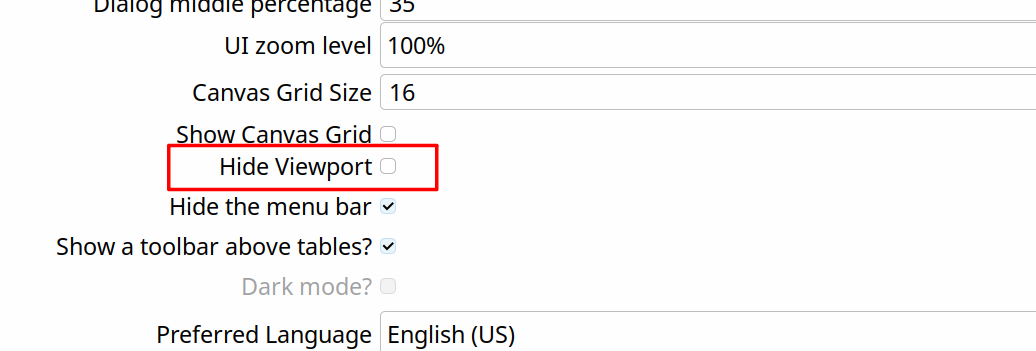 Dialog middle percentage 35
UI zoom level 100%
Canvas Grid Size 16
Show Canvas Grid
Hide Viewport
Hide the menu bar
Show a toolbar above tables?
Dark mode?
Preferred Language English (US)